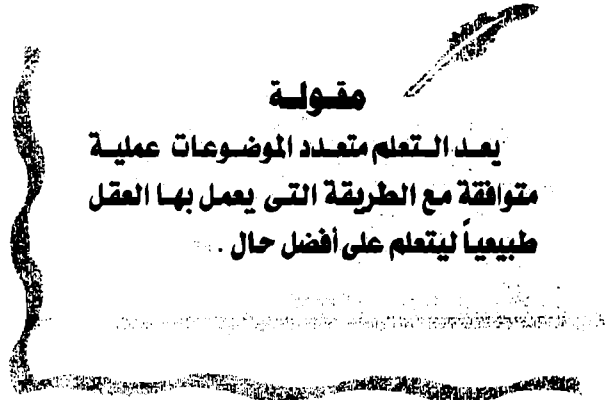 مقولة
يعد التعلم متعدد الموضوعات عملية
متوافقة مع الطريقة التى يعمل بها العقل
طبيعياً ليتعلم على أفضل حال .